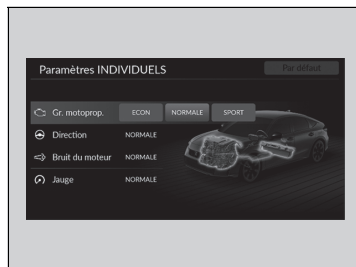 Paramètres INDIVIDUELS
Par défaut
Gr. motoprop. ECON NORMALE SPORT
Direction NORMALE
Bruit du moteur NORMALE
Jauge NORMALE